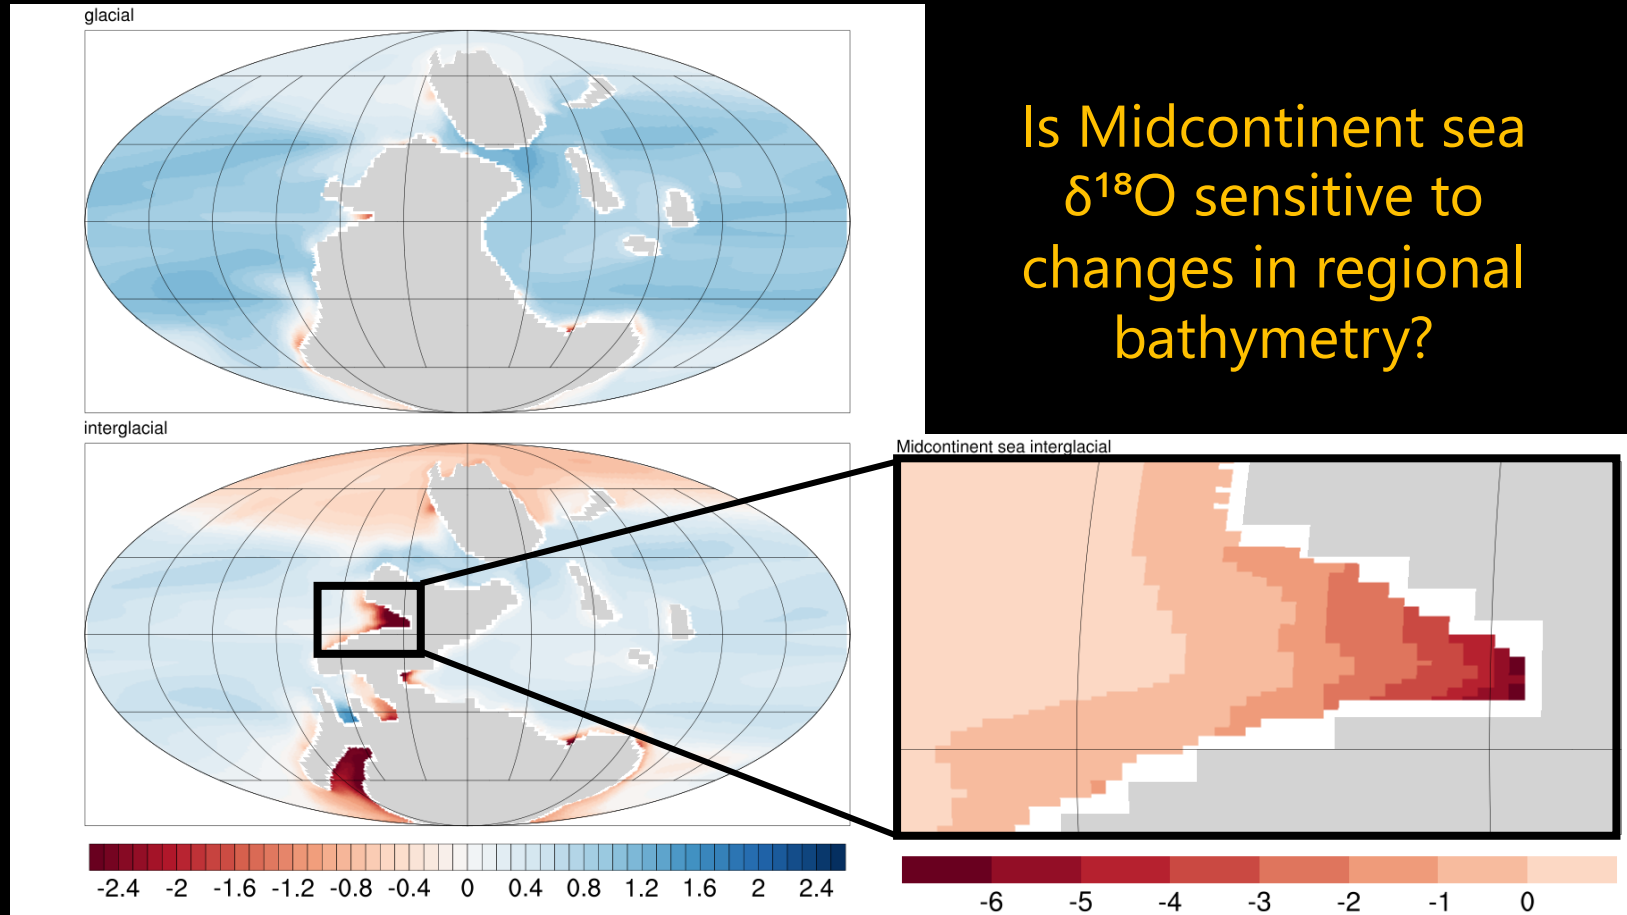 glacial
Is Midcontinent sea
δ¹⁸O sensitive to
changes in regional
bathymetry?
interglacial
Midcontinent sea interglacial
-2.4 -2 -1.6 -1.2 -0.8 -0.4 0 0.4 0.8 1.2 1.6 2 2.4
-6 -5 -4 -3 -2 -1 0